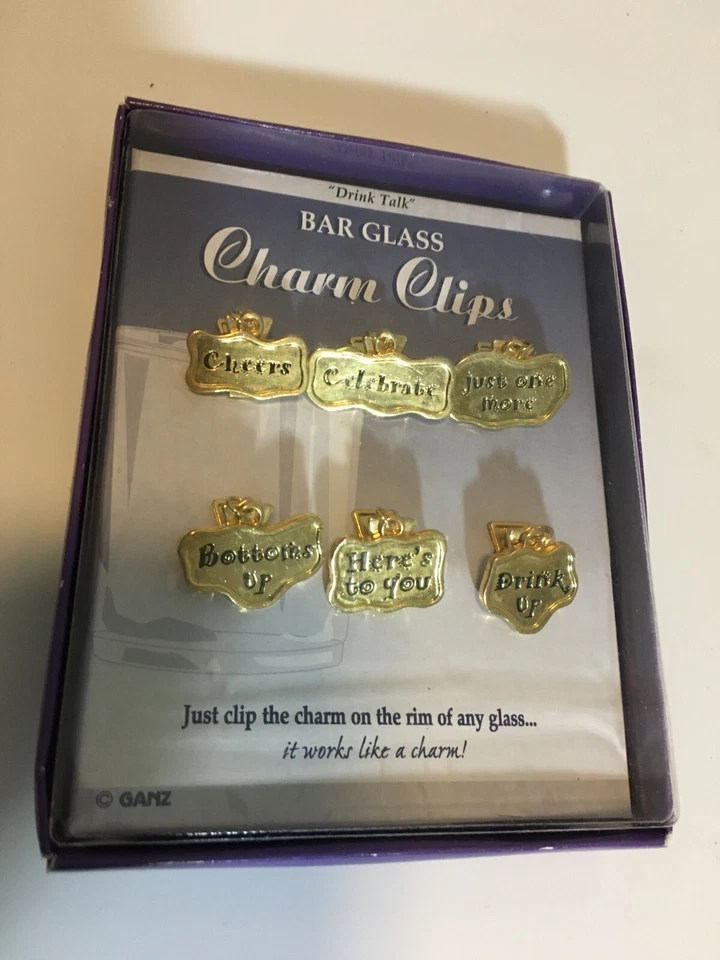 "Drink Talk"
BAR GLASS
Charm Clips
Cheers
Celebrate
just one
more
Bottoms
UP
Here's
to you
Drink
UP
Just clip the charm on the rim of any glass...
it works like a charm!
© GANZ